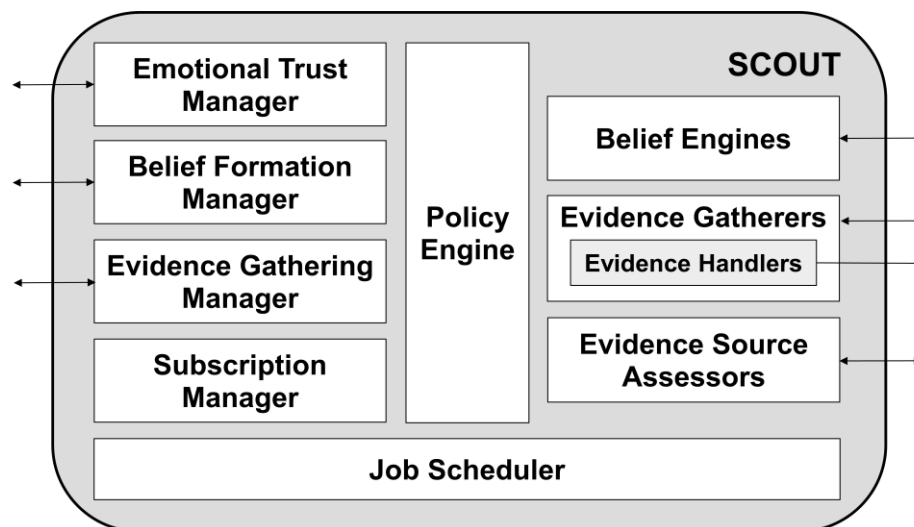 SCOUT
Emotional Trust
Manager
Belief Formation
Manager
Evidence Gathering
Manager
Subscription
Manager
Policy
Engine
Belief Engines
Evidence Gatherers
Evidence Handlers
Evidence Source
Assessors
Job Scheduler